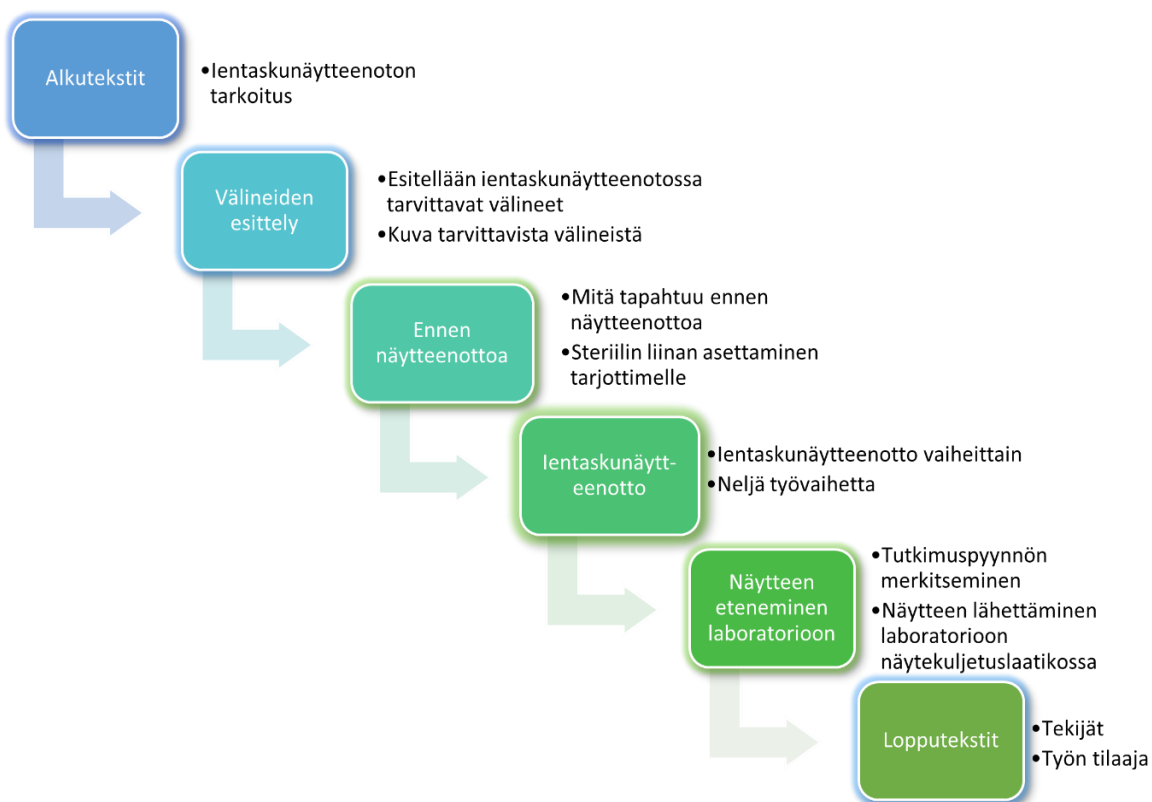 Alkutekstit
•Ientaskunäytteenoton
tarkoitus
Välineiden
esittely
•Esitellään ientaskunäytteenotossa
tarvittavat välineet
•Kuva tarvittavista välineistä
Ennen
näytteenottoa
•Mitä tapahtuu ennen
näytteenottoa
•Steriilin liinan asettaminen
tarjottimelle
Ientaskunäytt-
eenotto
•Ientaskunäytteenotto vaiheittain
•Neljä työvaihetta
Näytteen
eteneminen
laboratorioon
•Tutkimuspyynnön
merkitseminen
•Näytteen lähettäminen
laboratorioon
näytekuljetuslaatikossa
Lopputekstit
•Tekijät
•Työn tilaaja